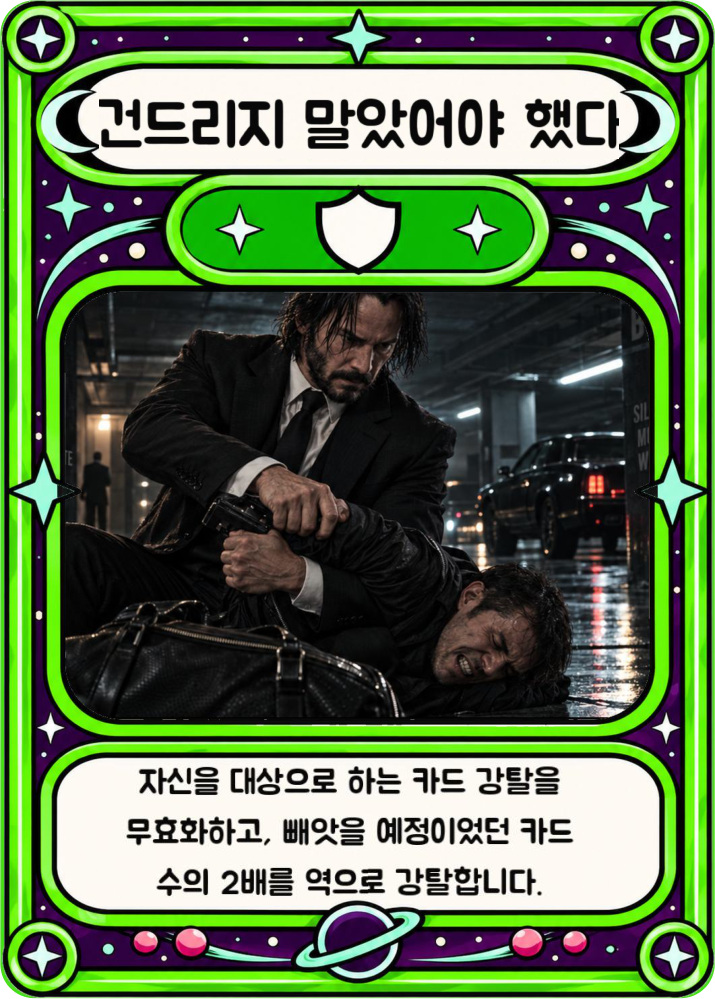 건드리지 말았어야 했다
SIL
자신을 대상으로 하는 카드 강탈을
무효화하고, 빼앗을 예정이었던 카드
수의 2배를 역으로 강탈합니다.